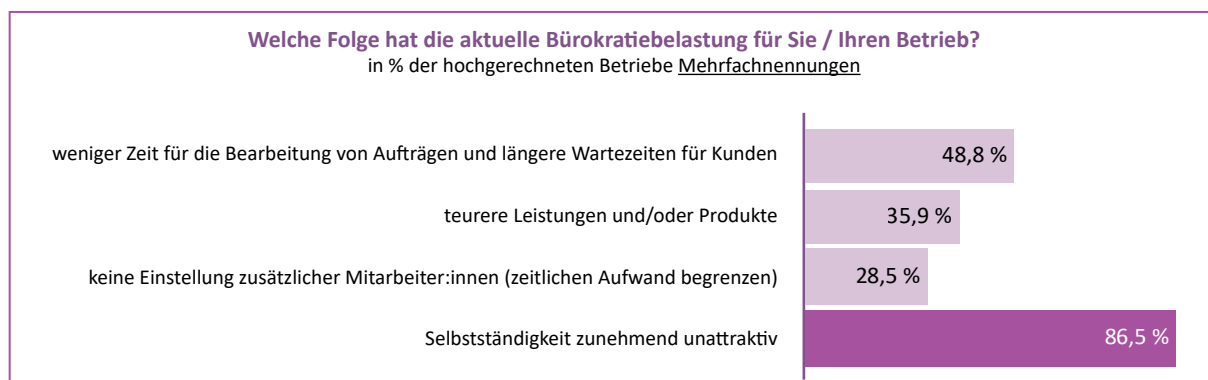 Welche Folge hat die aktuelle Bürokratiebelastung für Sie / Ihren Betrieb?
in % der hochgerechneten Betriebe Mehrfachnennungen
weniger Zeit für die Bearbeitung von Aufträgen und längere Wartezeiten für Kunden 48,8 %
teurere Leistungen und/oder Produkte 35,9 %
keine Einstellung zusätzlicher Mitarbeiter:innen (zeitlichen Aufwand begrenzen) 28,5 %
Selbstständigkeit zunehmend unattraktiv 86,5 %